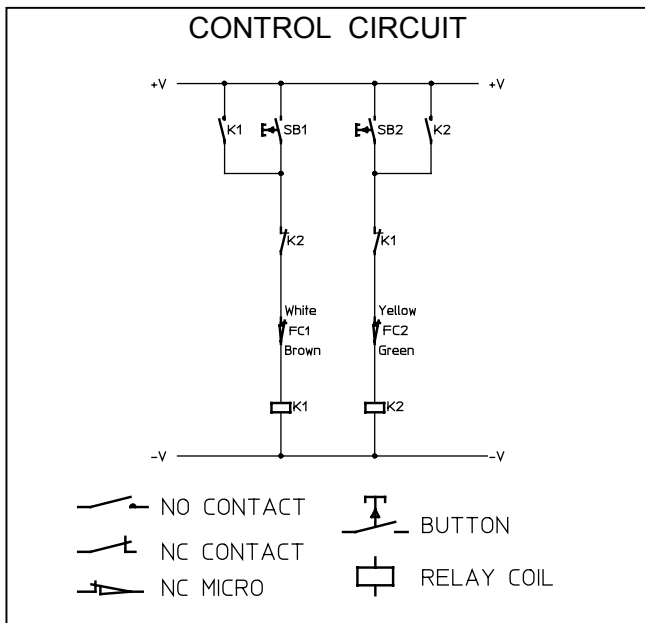 CONTROL CIRCUIT
+V +V
K1 SB1 SB2 K2
K2 K1
White Yellow
FC1 FC2
Brown Green
K1 K2
-V -V
NO CONTACT
BUTTON
NC CONTACT
NC MICRO
RELAY COIL